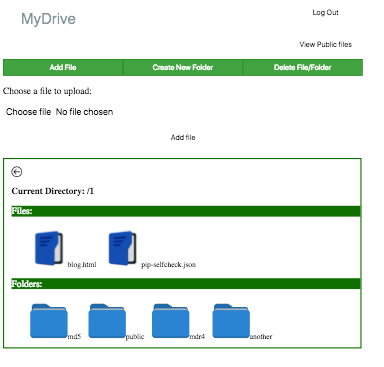 MyDrive
Log Out
View Public files
Add File Create New Folder Delete File/Folder
Choose a file to upload:
Choose file No file chosen
Add file
Current Directory: /1
Files:
blog.html pip-selfcheck.json
Folders:
md5 public mdr4 another